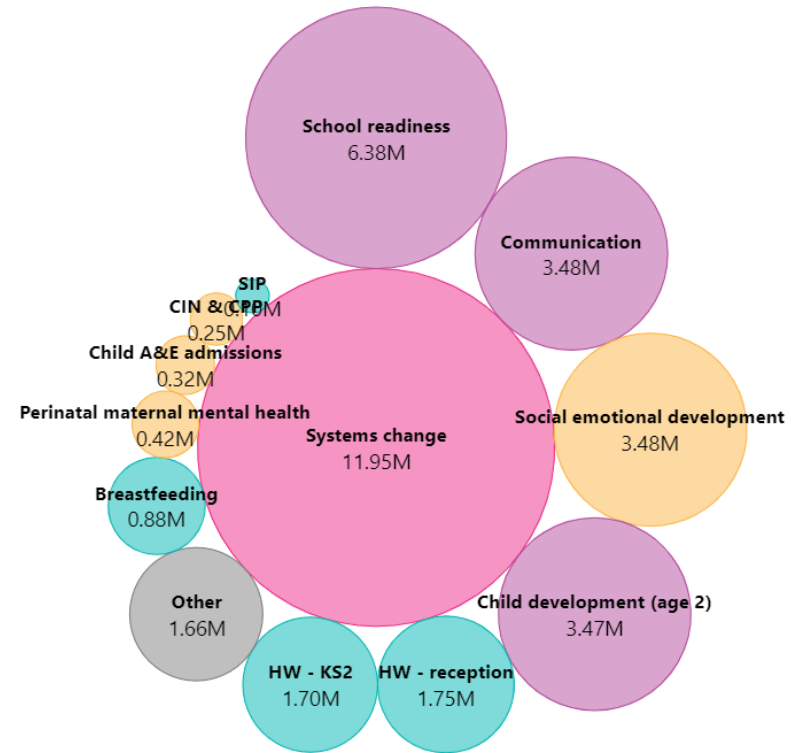 School readiness
6.38M
Communication
3.48M
SIP
CIN & CPP
0.25M
Child A&E admissions
0.32M
Perinatal maternal mental health
0.42M
Social emotional development
3.48M
Systems change
11.95M
Breastfeeding
0.88M
Other
1.66M
Child development (age 2)
3.47M
HW - KS2
1.70M
HW - reception
1.75M